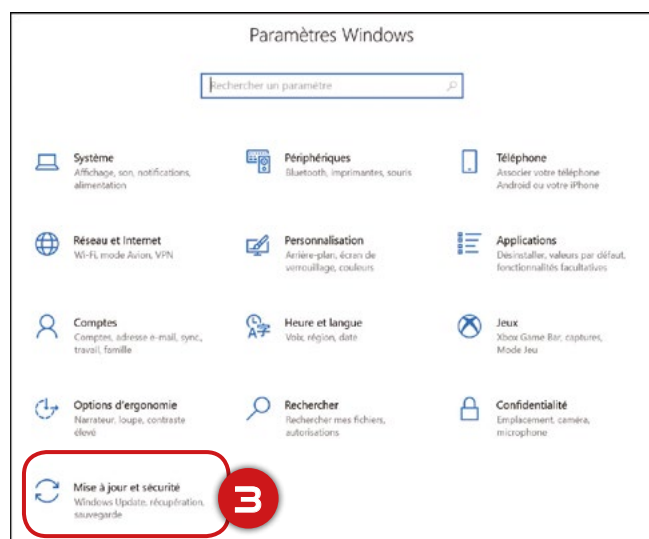 Paramètres Windows
Rechercher un paramètre
Système
Affichage, son, notifications,
alimentation
Périphériques
Bluetooth, imprimantes, souris
Téléphone
Associer votre téléphone
Android ou votre iPhone
Réseau et Internet
Wi-Fi, mode Avion, VPN
Personnalisation
Arrière-plan, écran de
verrouillage, couleurs
Applications
Désinstaller, valeurs par défaut,
fonctionnalités facultatives
Comptes
Comptes, adresse e-mail, sync.,
travail, famille
Heure et langue
Voix, région, date
Jeux
Xbox Game Bar, captures,
Mode Jeu
Options d'ergonomie
Narrateur, loupe, contraste
élevé
Rechercher
Rechercher mes fichiers,
autorisations
Confidentialité
Emplacement, caméra,
microphone
Mise à jour et sécurité
Windows Update, récupération,
sauvegarde
3